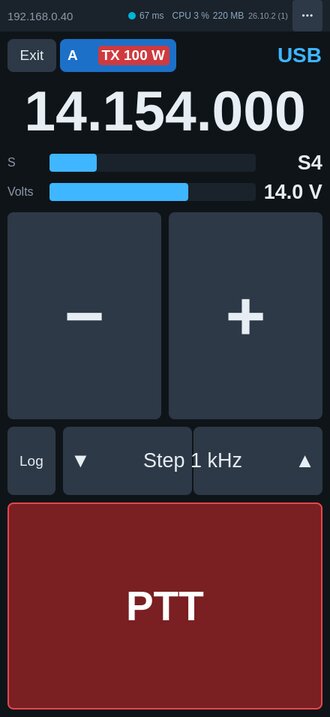 192.168.0.40 67 ms CPU 3 % 220 MB 26.10.2 (1) ···
Exit A TX 100 W USB
14.154.000
S S4
Volts 14.0 V
− +
Log ▼ Step 1 kHz ▲
PTT